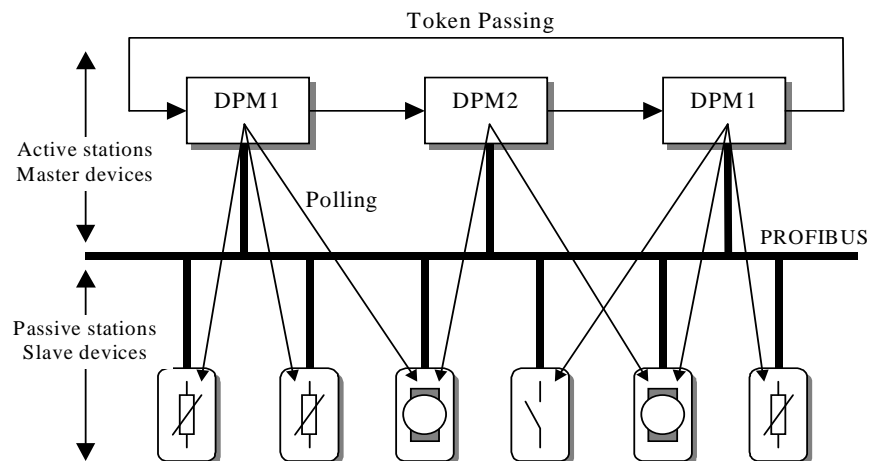 Token Passing
DPM1
DPM2
DPM1
Active stations
Master devices
Polling
PROFIBUS
Passive stations
Slave devices